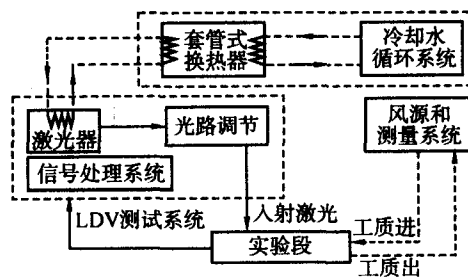 套管式
换热器
冷却水
循环系统
激光器
光路调节
风源和
测量系统
信号处理系统
LDV测试系统
入射激光
工质进
实验段
工质出